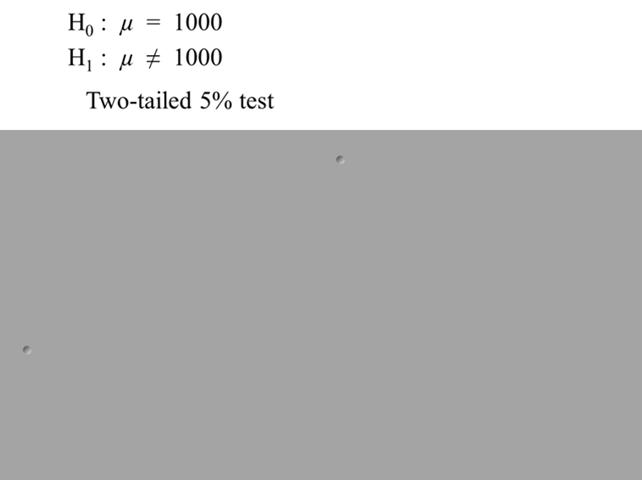 H₀ : μ = 1000
H₁ : μ ≠ 1000
Two-tailed 5% test